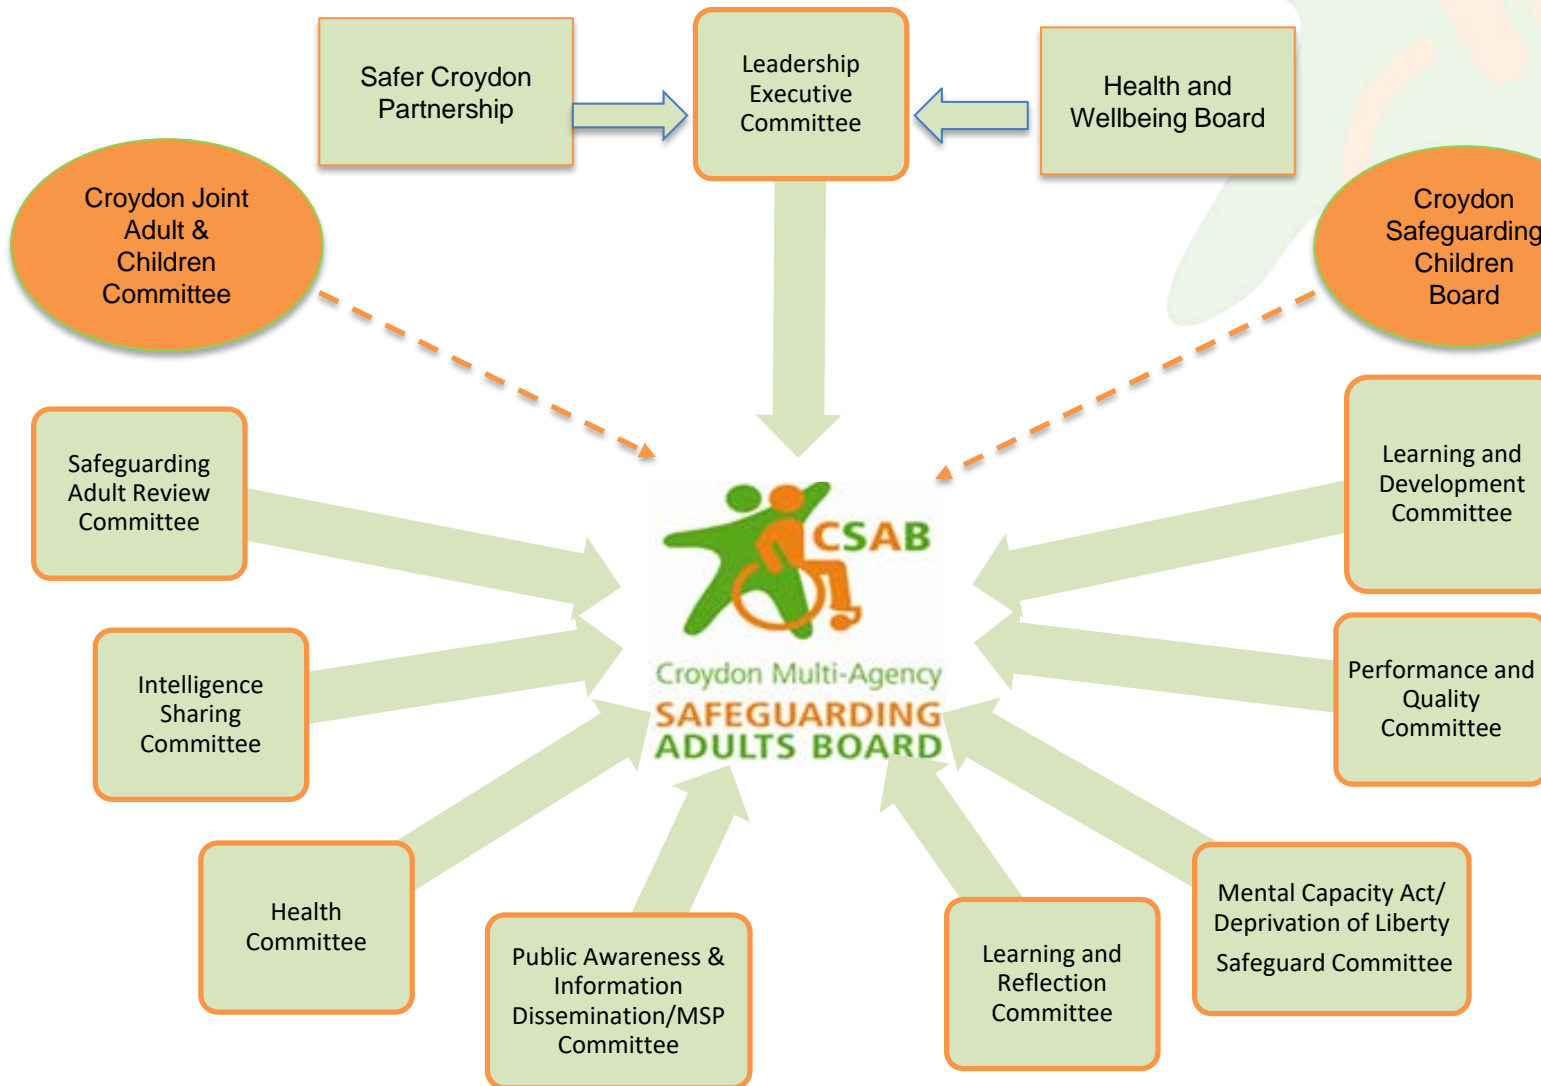 Safer Croydon
Partnership
Leadership
Executive
Committee
Health and
Wellbeing Board
Croydon Joint
Adult &
Children
Committee
Croydon
Safeguarding
Children
Board
Safeguarding
Adult Review
Committee
Learning and
Development
Committee
CSAB
Croydon Multi-Agency
SAFEGUARDING
ADULTS BOARD
Intelligence
Sharing
Committee
Performance and
Quality
Committee
Health
Committee
Public Awareness &
Information
Dissemination/MSP
Committee
Learning and
Reflection
Committee
Mental Capacity Act/
Deprivation of Liberty
Safeguard Committee